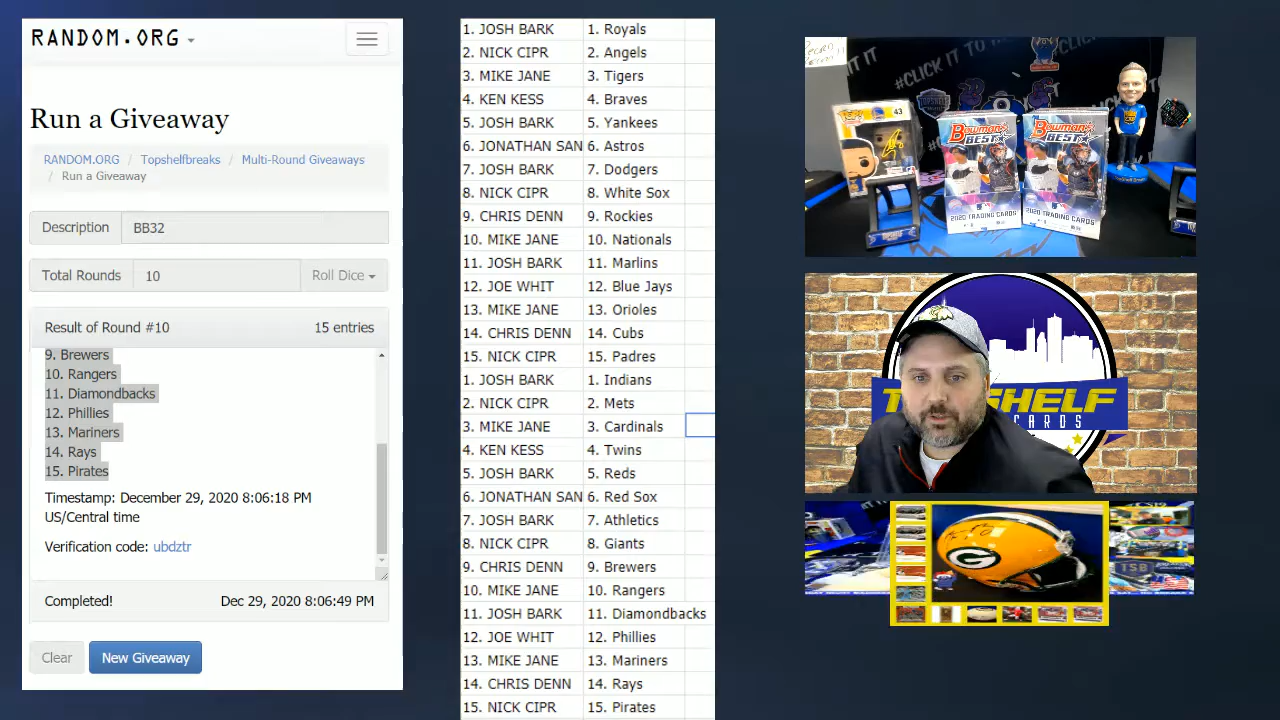 RANDOM.ORG
Run a Giveaway
RANDOM.ORG / Topshelfbreaks / Multi-Round Giveaways
/ Run a Giveaway
Description BB32
Total Rounds 10 Roll Dice
Result of Round #10 15 entries
9. Brewers
10. Rangers
11. Diamondbacks
12. Phillies
13. Mariners
14. Rays
15. Pirates
Timestamp: December 29, 2020 8:06:18 PM
US/Central time
Verification code: ubdztr
Completed! Dec 29, 2020 8:06:49 PM
Clear New Giveaway
1. JOSH BARK 1. Royals
2. NICK CIPR 2. Angels
3. MIKE JANE 3. Tigers
4. KEN KESS 4. Braves
5. JOSH BARK 5. Yankees
6. JONATHAN SAN 6. Astros
7. JOSH BARK 7. Dodgers
8. NICK CIPR 8. White Sox
9. CHRIS DENN 9. Rockies
10. MIKE JANE 10. Nationals
11. JOSH BARK 11. Marlins
12. JOE WHIT 12. Blue Jays
13. MIKE JANE 13. Orioles
14. CHRIS DENN 14. Cubs
15. NICK CIPR 15. Padres
1. JOSH BARK 1. Indians
2. NICK CIPR 2. Mets
3. MIKE JANE 3. Cardinals
4. KEN KESS 4. Twins
5. JOSH BARK 5. Reds
6. JONATHAN SAN 6. Red Sox
7. JOSH BARK 7. Athletics
8. NICK CIPR 8. Giants
9. CHRIS DENN 9. Brewers
10. MIKE JANE 10. Rangers
11. JOSH BARK 11. Diamondbacks
12. JOE WHIT 12. Phillies
13. MIKE JANE 13. Mariners
14. CHRIS DENN 14. Rays
15. NICK CIPR 15. Pirates
#CLICK IT
POP!
43
BOWMAN'S
BEST
2020 TRADING CARDS
BOWMAN'S
BEST
2020 TRADING CARDS
SHELF
CARDS
G
TSB